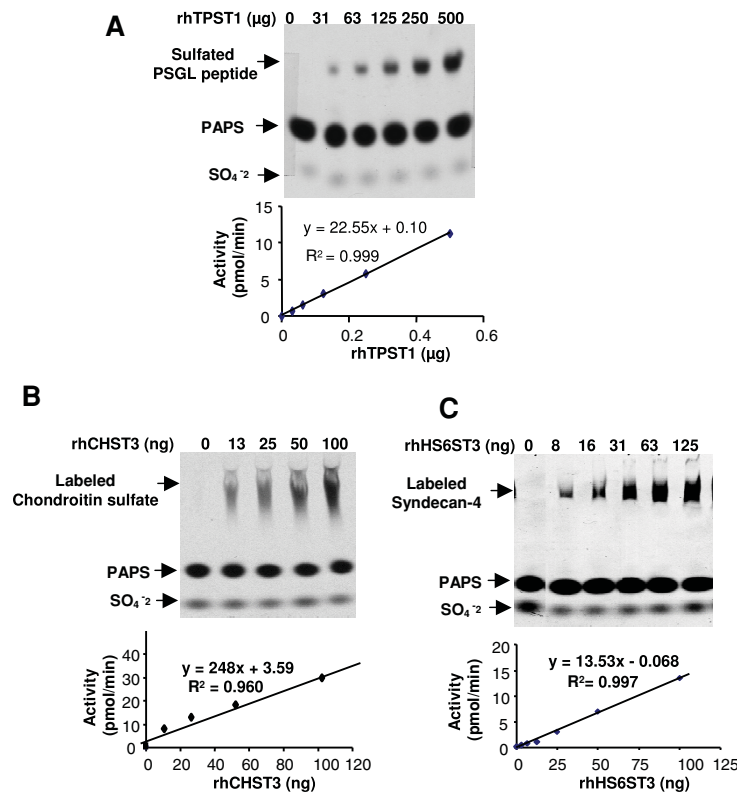 A
rhTPST1 (µg) 0 31 63 125 250 500
Sulfated
PSGL peptide
PAPS
SO₄⁻²
15
10
5
0
Activity
(pmol/min)
y = 22.55x + 0.10
R² = 0.999
0 0.2 0.4 0.6
rhTPST1 (µg)
B
rhCHST3 (ng) 0 13 25 50 100
Labeled
Chondroitin sulfate
PAPS
SO₄⁻²
40
30
20
10
0
Activity
(pmol/min)
y = 248x + 3.59
R² = 0.960
0 20 40 60 80 100 120
rhCHST3 (ng)
C
rhHS6ST3 (ng) 0 8 16 31 63 125
Labeled
Syndecan-4
PAPS
SO₄⁻²
20
15
10
5
0
Activity
(pmol/min)
y = 13.53x - 0.068
R²= 0.997
0 25 50 75 100 125
rhHS6ST3 (ng)